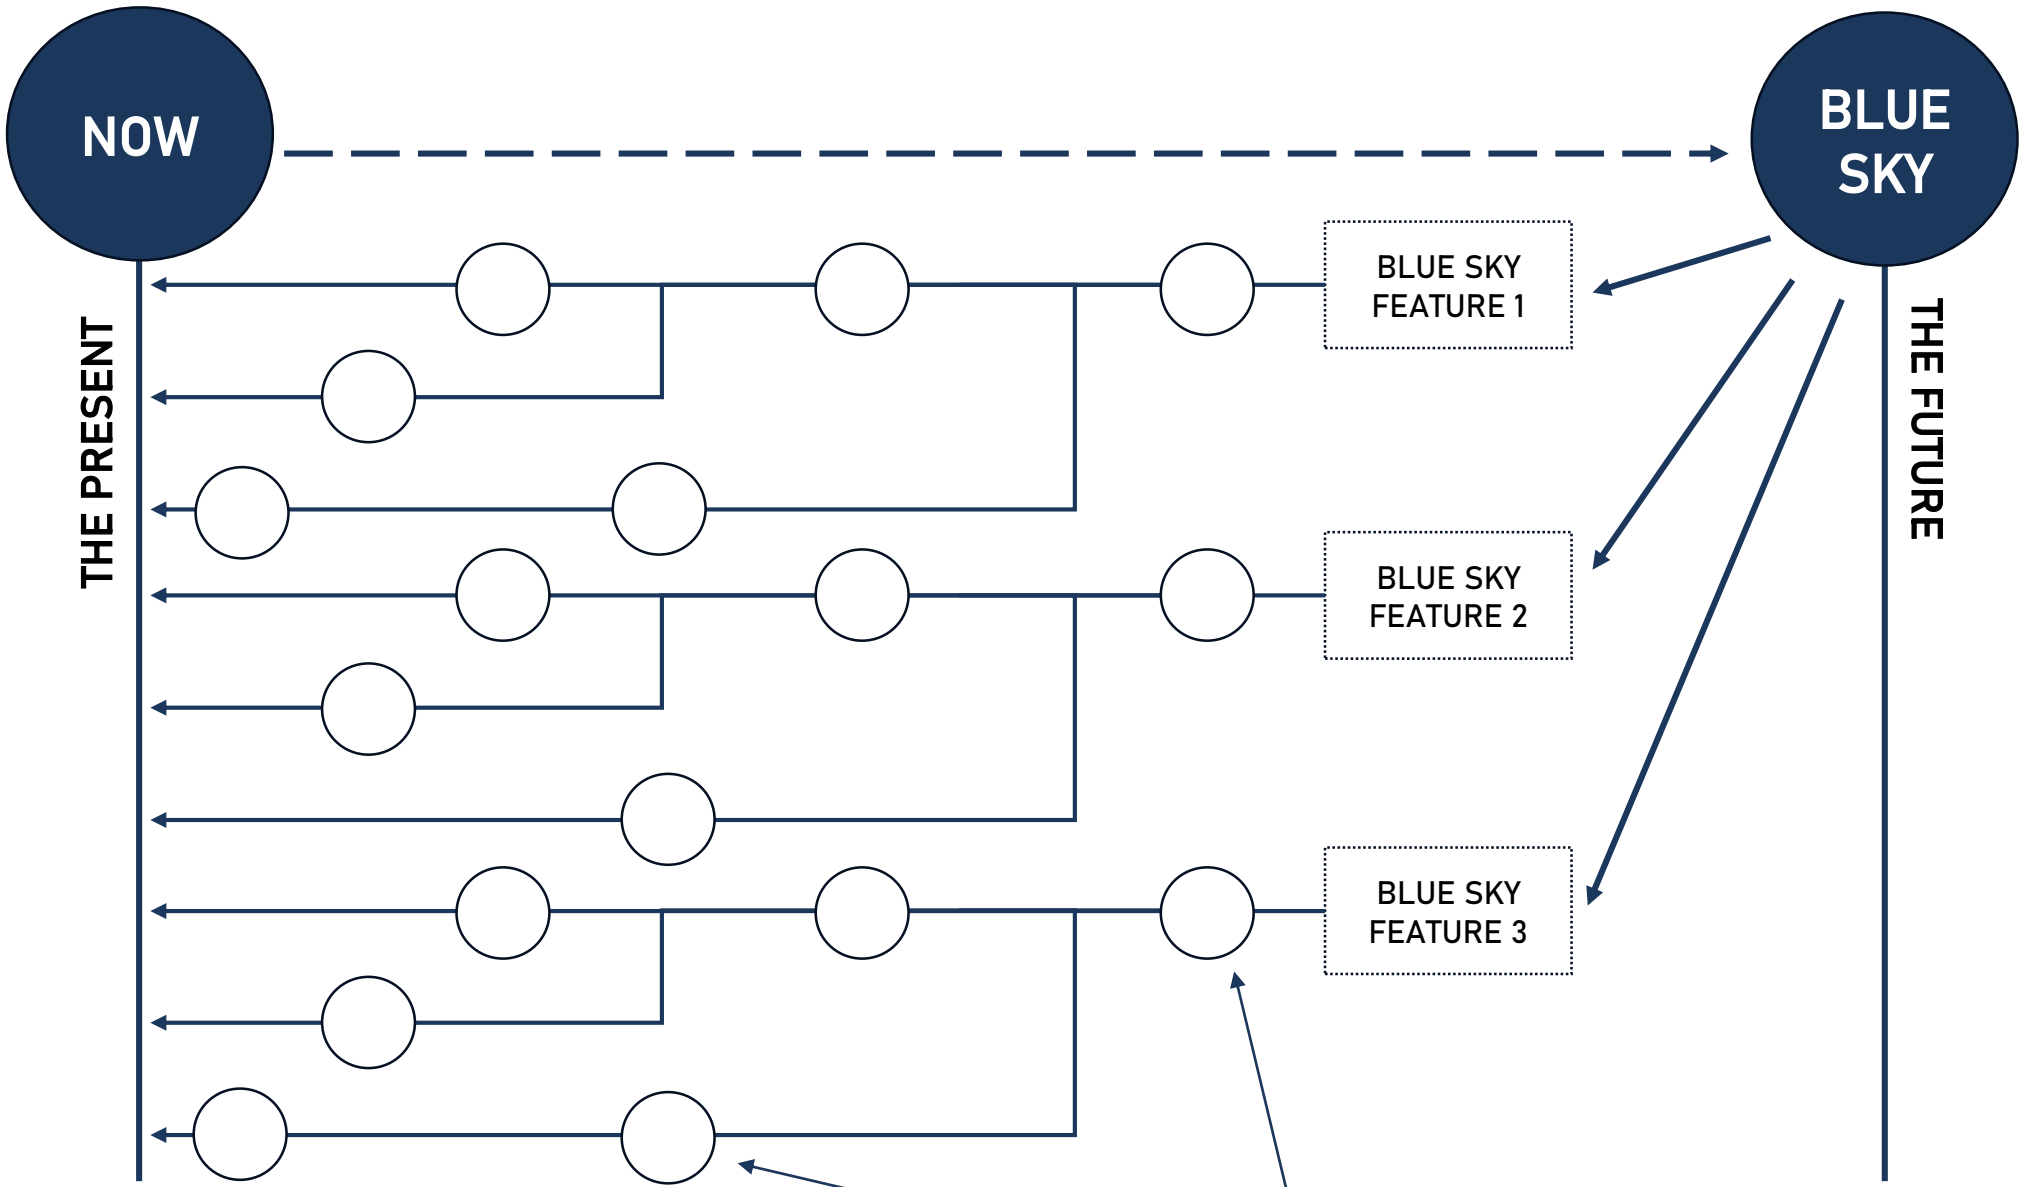 NOW
BLUE
SKY
THE PRESENT
THE FUTURE
BLUE SKY
FEATURE 1
BLUE SKY
FEATURE 2
BLUE SKY
FEATURE 3